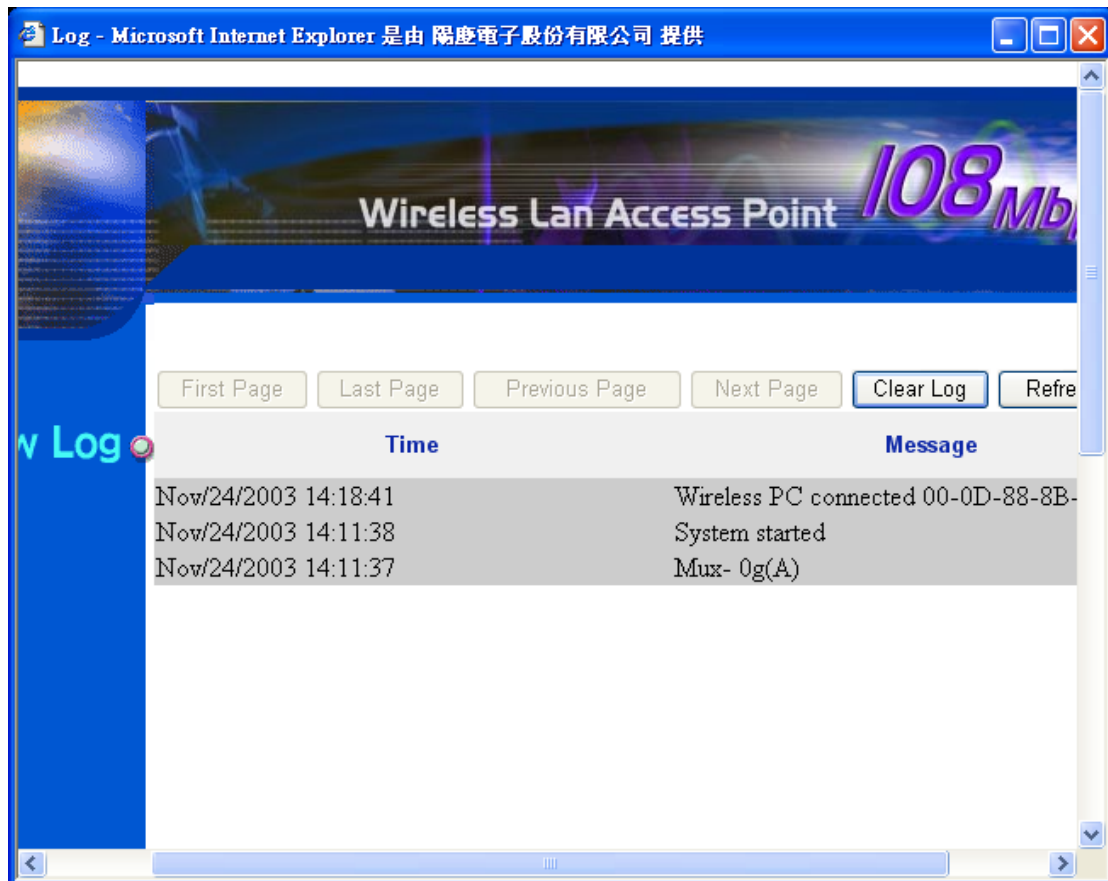 Log - Microsoft Internet Explorer 是由 陽慶電子股份有限公司 提供
Wireless Lan Access Point 108Mb
First Page Last Page Previous Page Next Page Clear Log Refre
w Log
Time Message
Nov/24/2003 14:18:41 Wireless PC connected 00-0D-88-8B-
Nov/24/2003 14:11:38 System started
Nov/24/2003 14:11:37 Mux- 0g(A)